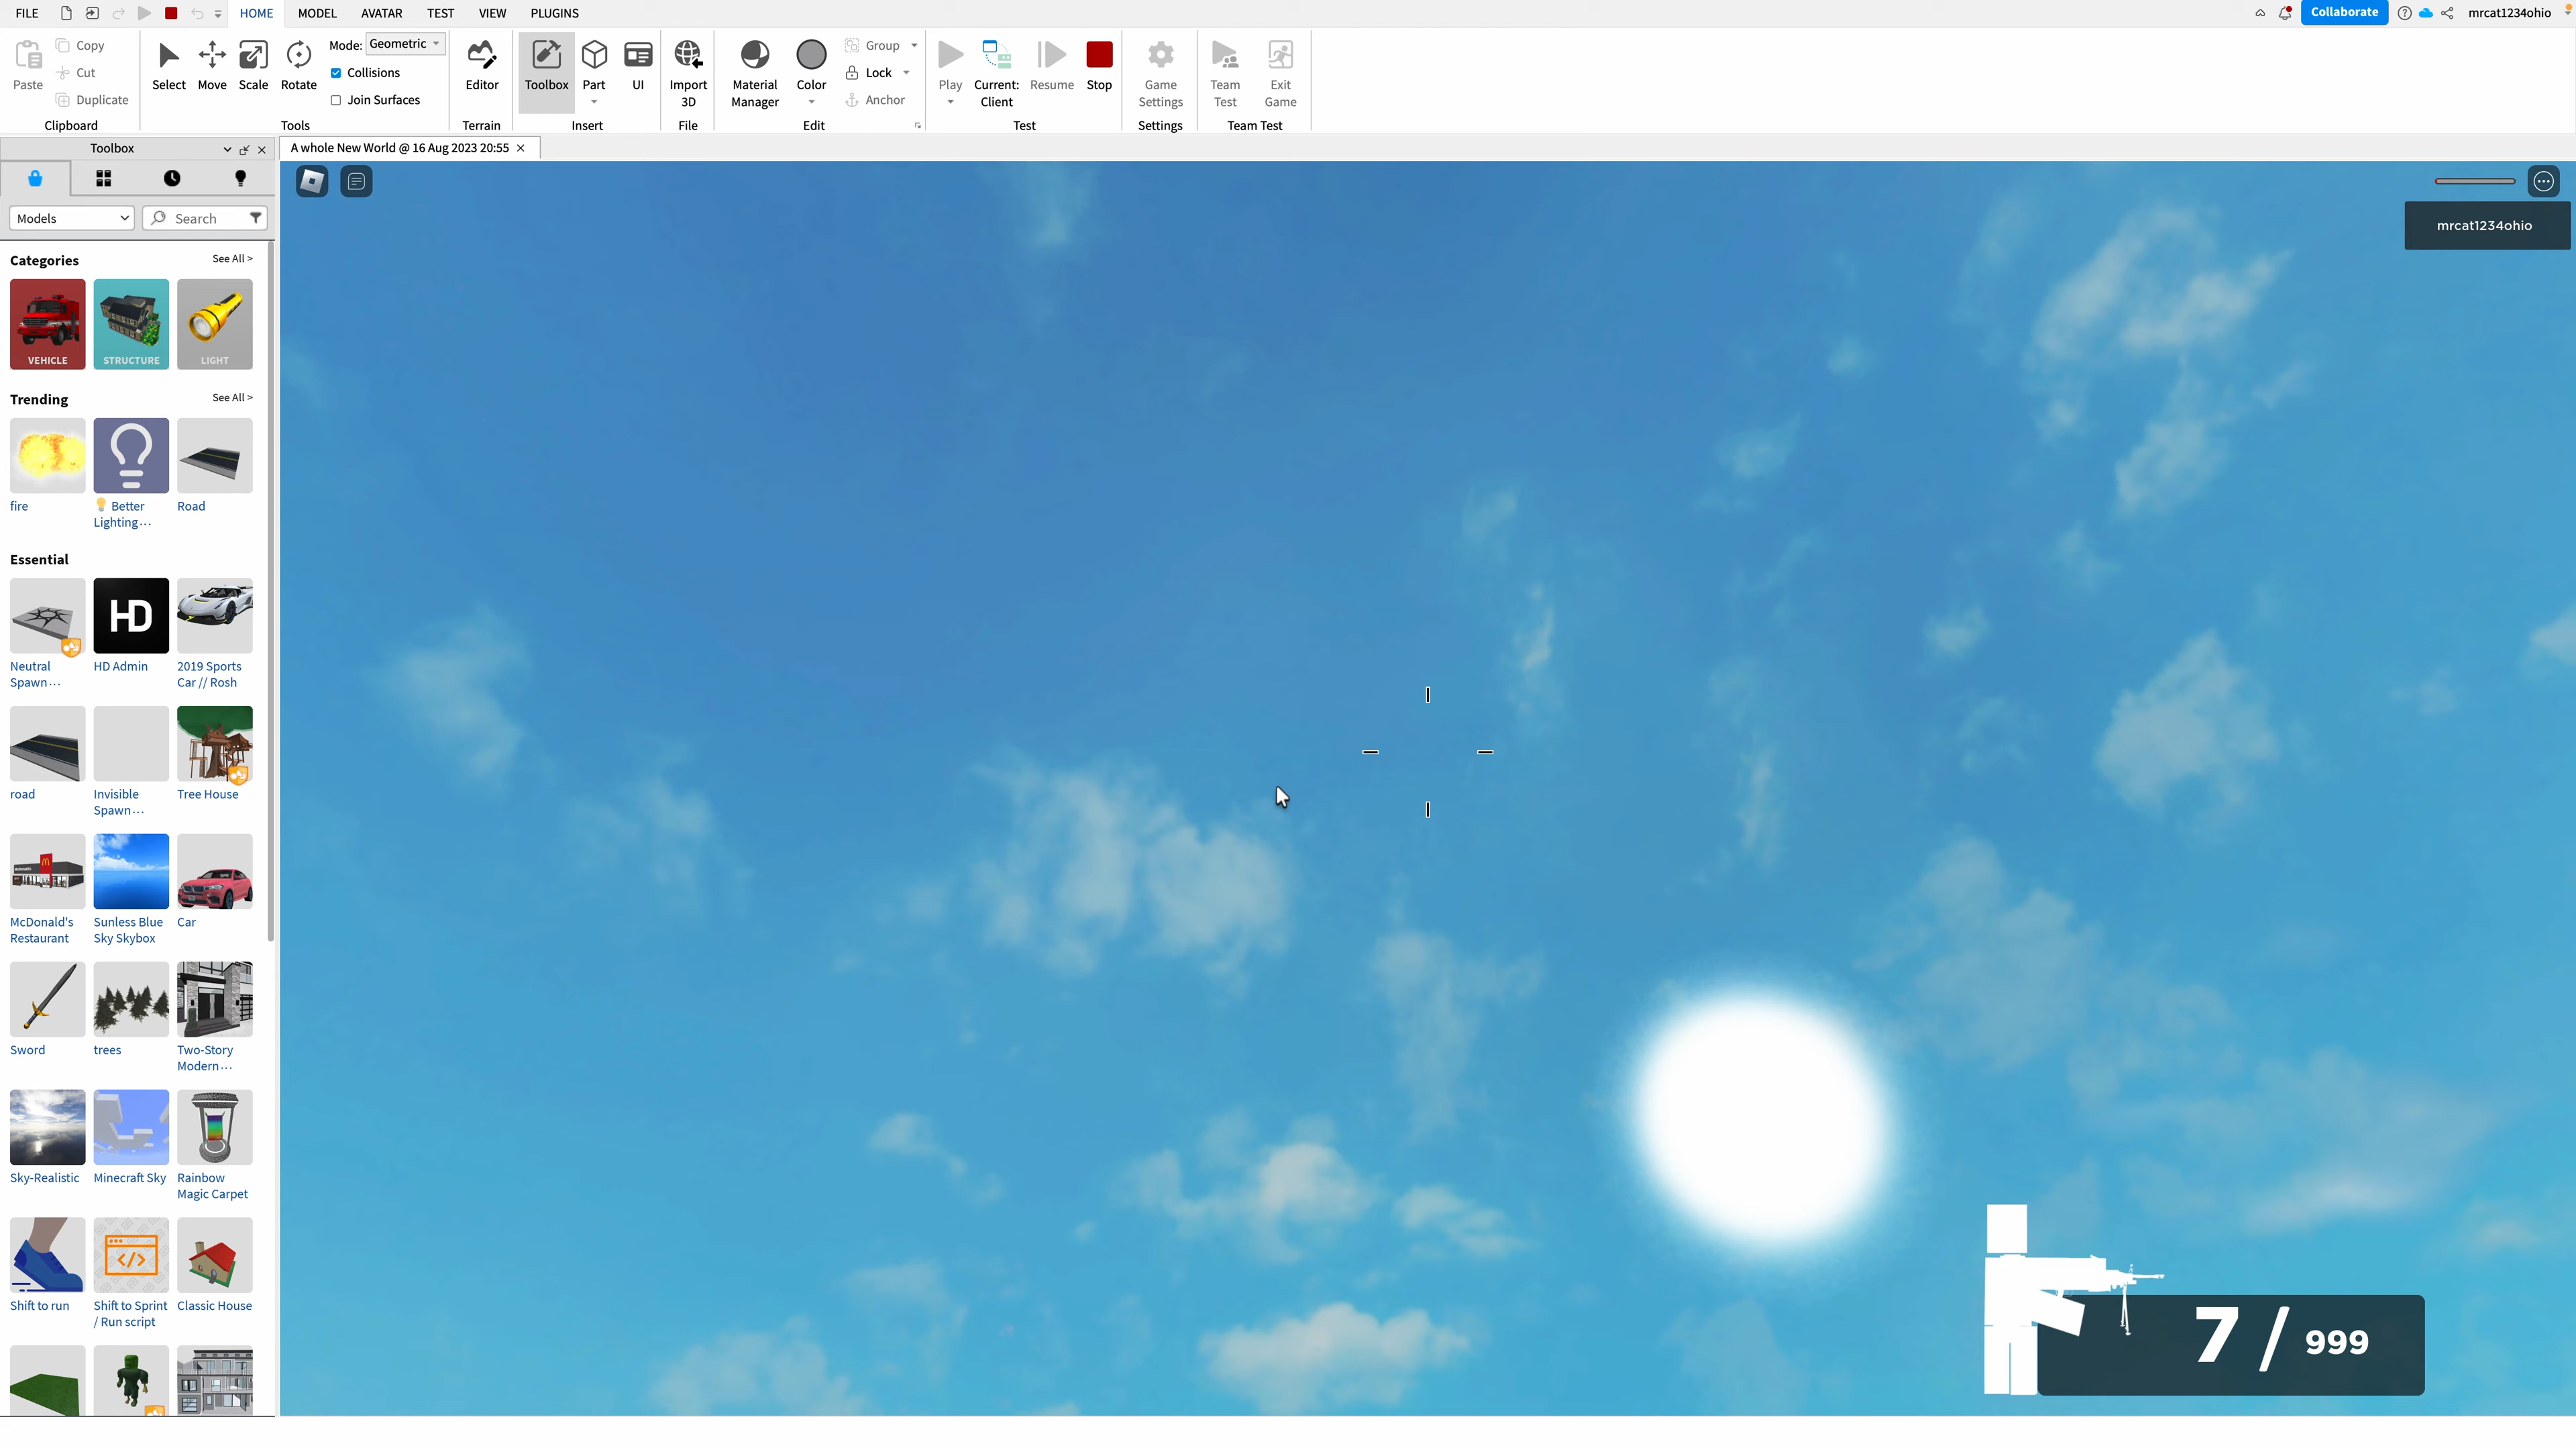 FILE
HOME
MODEL
AVATAR
TEST
VIEW
PLUGINS
Collaborate
mrcat1234ohio
Paste
Copy
Cut
Duplicate
Clipboard
Select
Move
Scale
Rotate
Mode: Geometric
Collisions
Join Surfaces
Tools
Editor
Terrain
Toolbox
Part
UI
Insert
Import
3D
File
Material
Manager
Color
Group
Lock
Anchor
Edit
Play
Current:
Client
Resume
Stop
Test
Game
Settings
Settings
Team
Test
Exit
Game
Team Test
Toolbox
A whole New World @ 16 Aug 2023 20:55
Models
Search
Categories
See All >
VEHICLE
STRUCTURE
LIGHT
Trending
See All >
fire
Better
Lighting...
Road
Essential
Neutral
Spawn...
HD
HD Admin
2019 Sports
Car // Rosh
road
Invisible
Spawn...
Tree House
McDonald's
Restaurant
Sunless Blue
Sky Skybox
Car
Sword
trees
Two-Story
Modern...
Sky-Realistic
Minecraft Sky
Rainbow
Magic Carpet
Shift to run
Shift to Sprint
/ Run script
Classic House
mrcat1234ohio
7 / 999